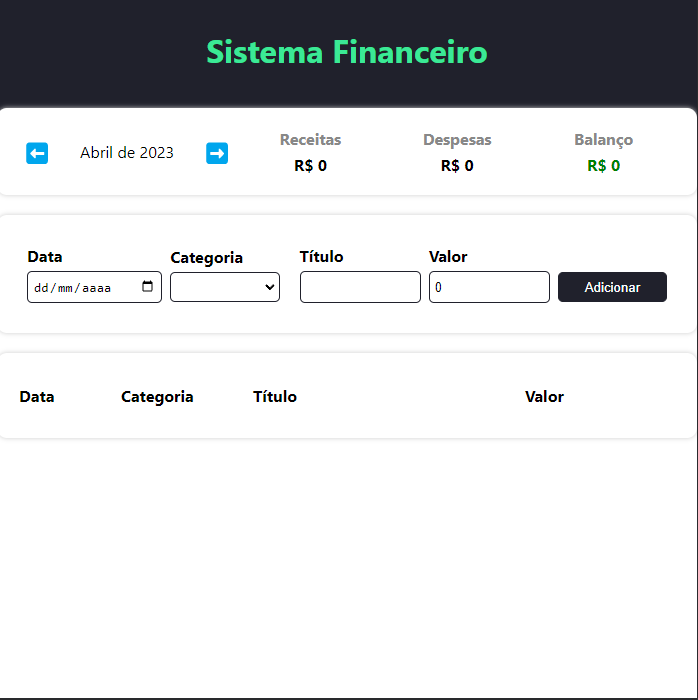 Sistema Financeiro
Abril de 2023
Receitas
R$ 0
Despesas
R$ 0
Balanço
R$ 0
Data
Categoria
Título
Valor
dd/mm/aaaa
0
Adicionar
Data Categoria Título Valor